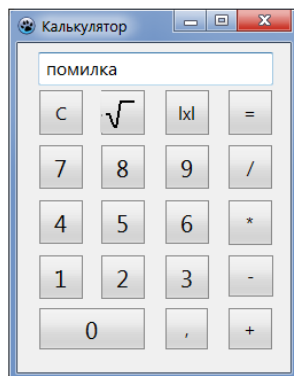 Калькулятор
помилка
C √ |x| =
7 8 9 /
4 5 6 *
1 2 3 -
0 , +